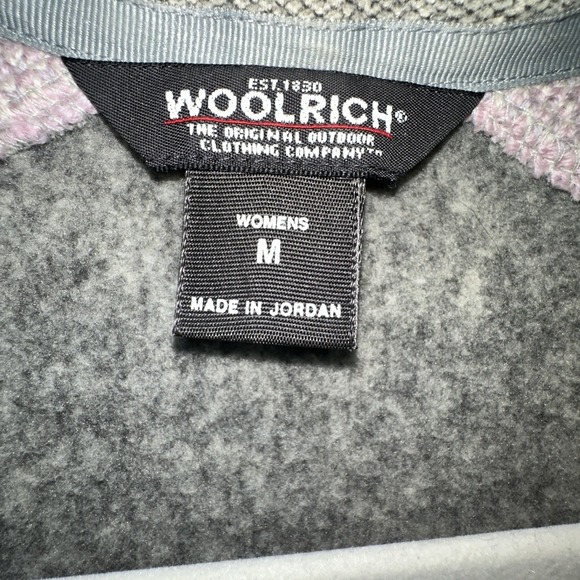 EST.1830
WOOLRICH®
THE ORIGINAL OUTDOOR
CLOTHING COMPANY™
WOMENS
M
MADE IN JORDAN